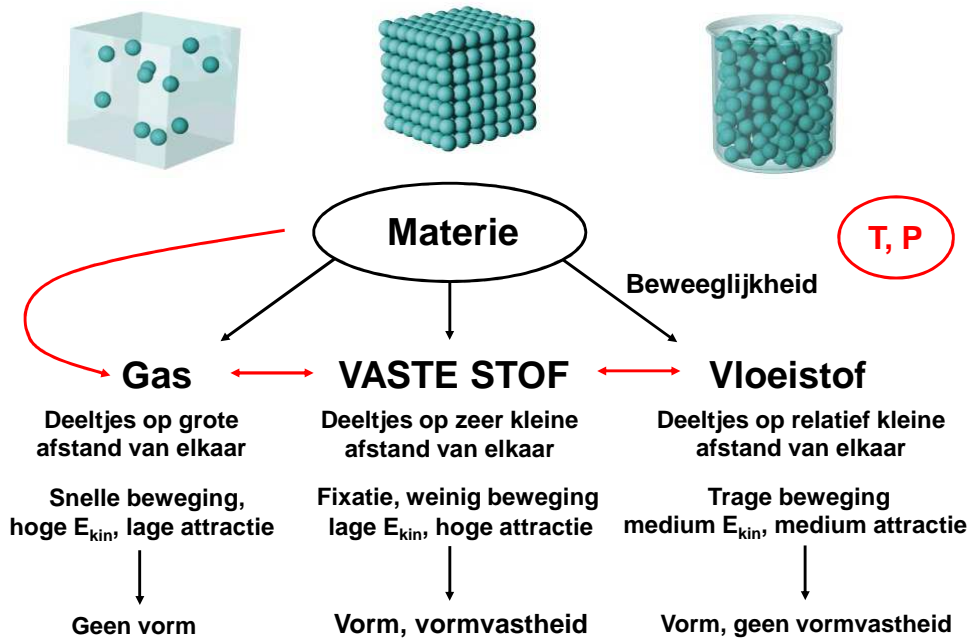 Materie
T, P
Beweeglijkheid
Gas
Deeltjes op grote
afstand van elkaar
Snelle beweging,
hoge Ekin, lage attractie
Geen vorm
VASTE STOF
Deeltjes op zeer kleine
afstand van elkaar
Fixatie, weinig beweging
lage Ekin, hoge attractie
Vorm, vormvastheid
Vloeistof
Deeltjes op relatief kleine
afstand van elkaar
Trage beweging
medium Ekin, medium attractie
Vorm, geen vormvastheid